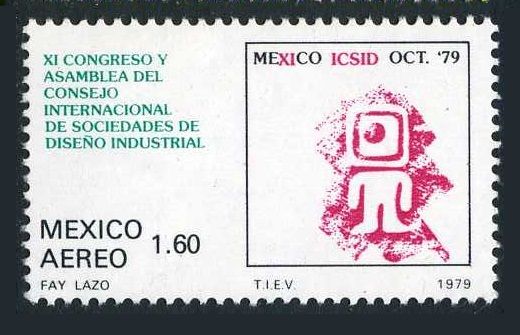 XI CONGRESO Y
ASAMBLEA DEL
CONSEJO
INTERNACIONAL
DE SOCIEDADES DE
DISEÑO INDUSTRIAL
MEXICO ICSID OCT. '79
MEXICO
AEREO 1.60
FAY LAZO
T.I.E.V.
1979